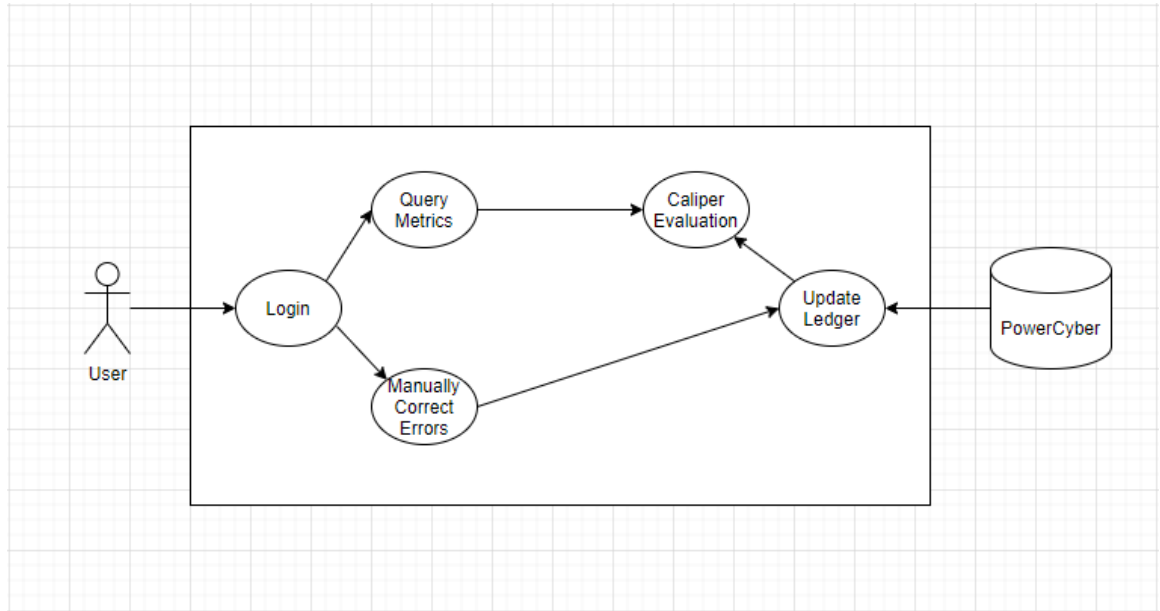 Query
Metrics
Caliper
Evaluation
Login
Update
Ledger
PowerCyber
User
Manually
Correct
Errors